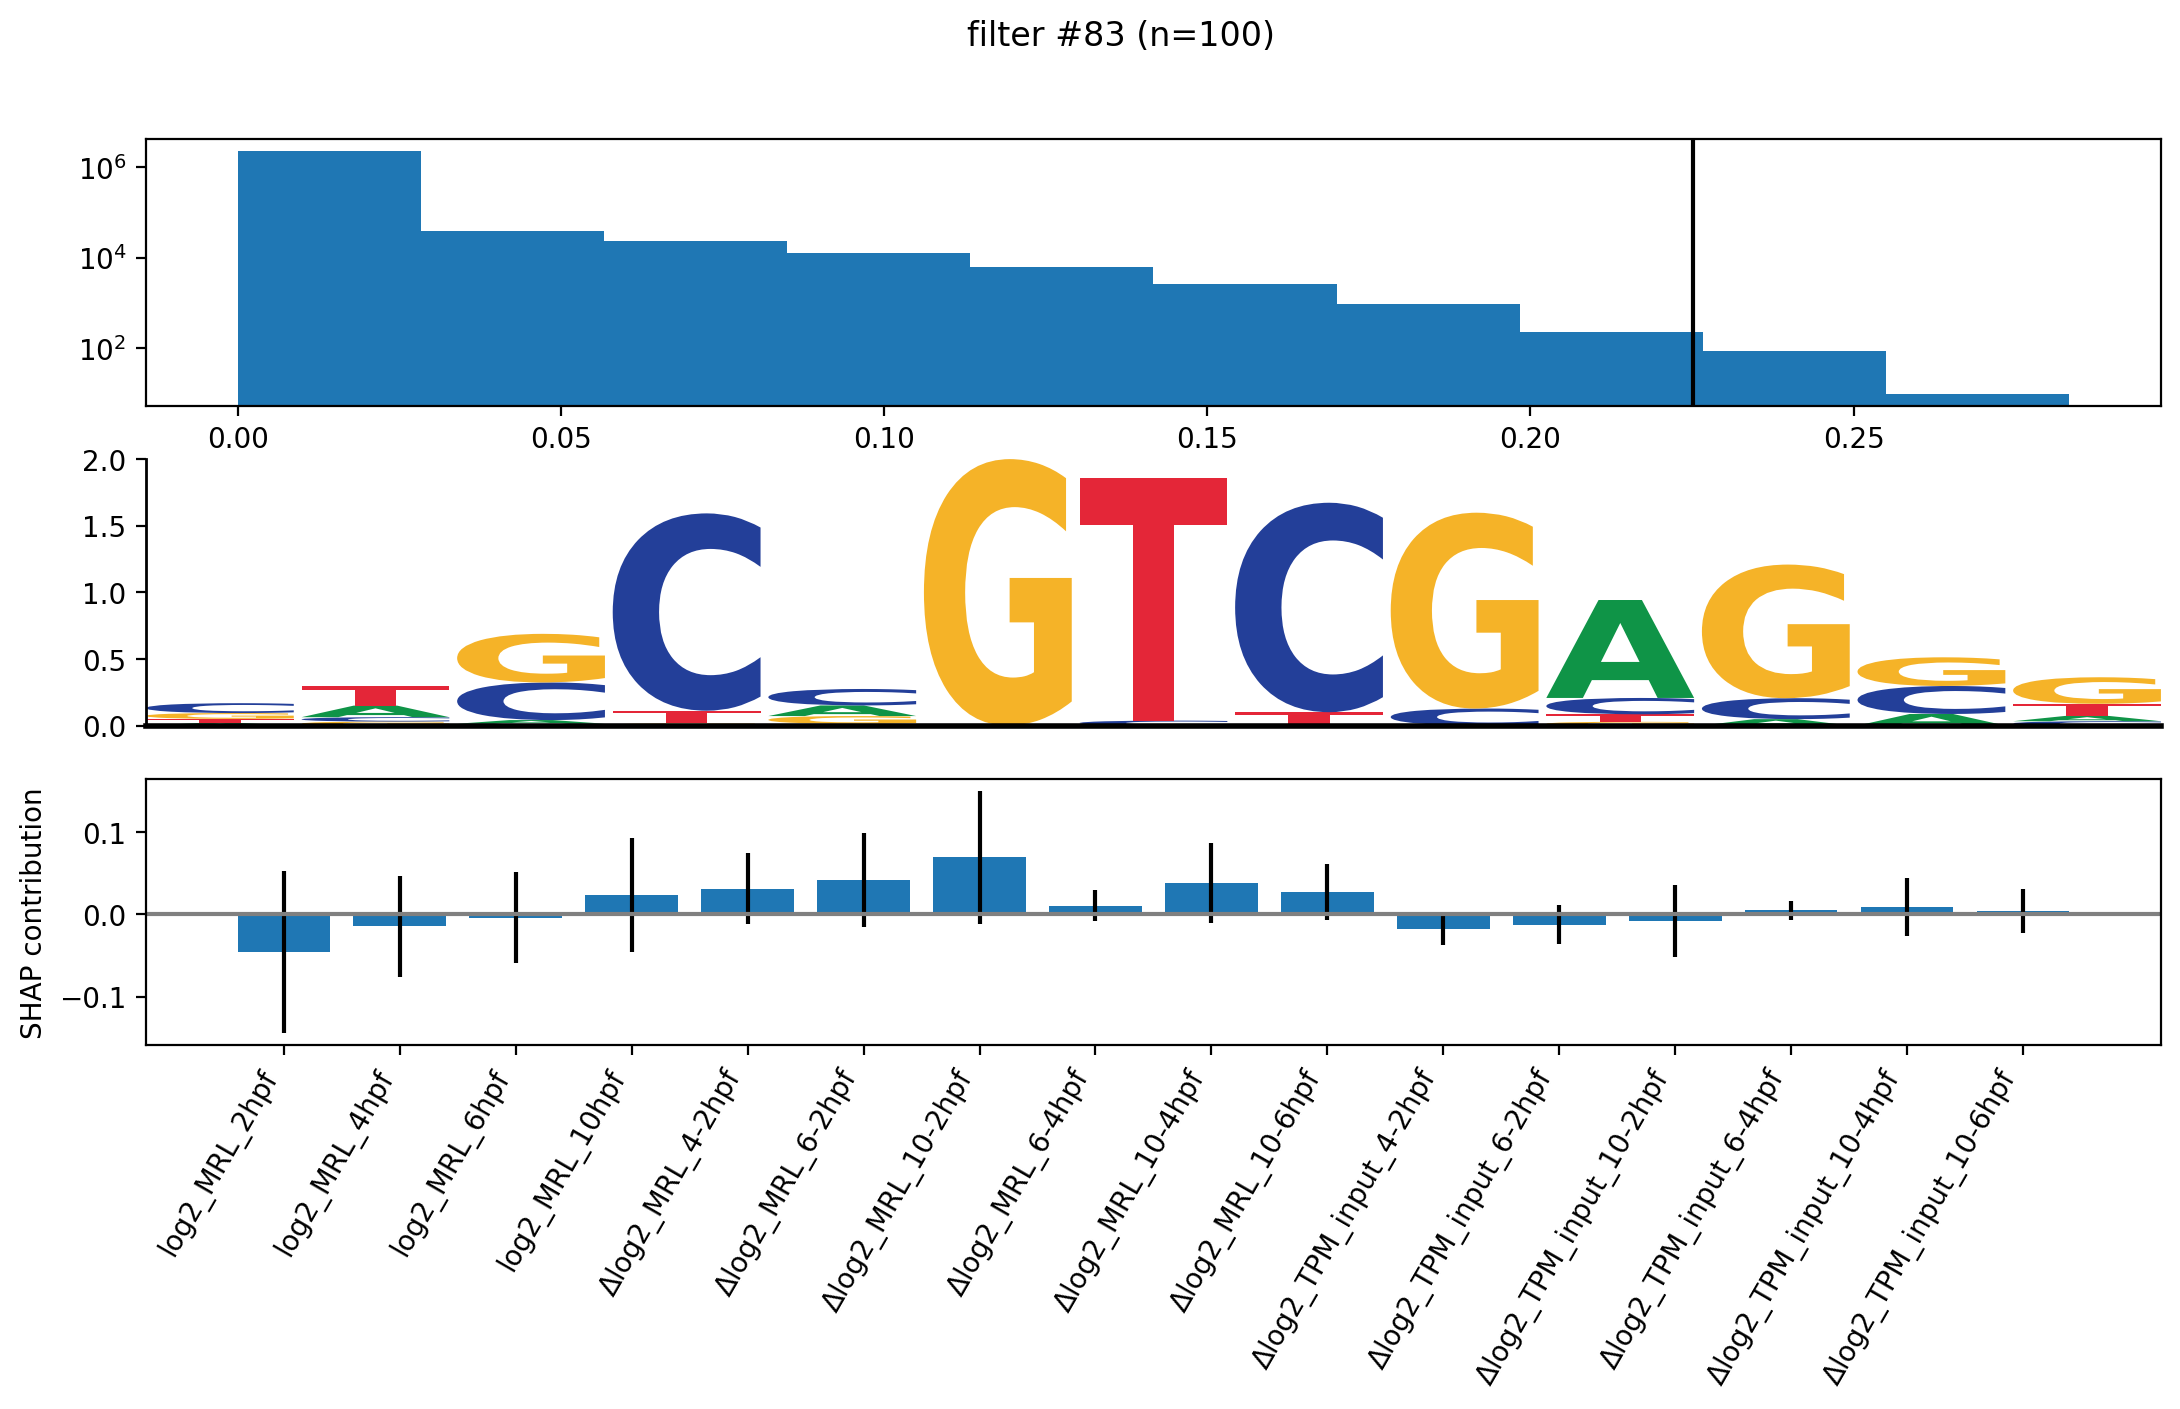 filter #83 (n=100)
10^6
10^4
10^2
0.00 0.05 0.10 0.15 0.20 0.25
2.0
1.5
1.0
0.5
0.0
SHAP contribution
0.1
0.0
−0.1
log2_MRL_2hpf
log2_MRL_4hpf
log2_MRL_6hpf
log2_MRL_10hpf
Δlog2_MRL_4-2hpf
Δlog2_MRL_6-2hpf
Δlog2_MRL_10-2hpf
Δlog2_MRL_6-4hpf
Δlog2_MRL_10-4hpf
Δlog2_MRL_10-6hpf
Δlog2_TPM_input_4-2hpf
Δlog2_TPM_input_6-2hpf
Δlog2_TPM_input_10-2hpf
Δlog2_TPM_input_6-4hpf
Δlog2_TPM_input_10-4hpf
Δlog2_TPM_input_10-6hpf